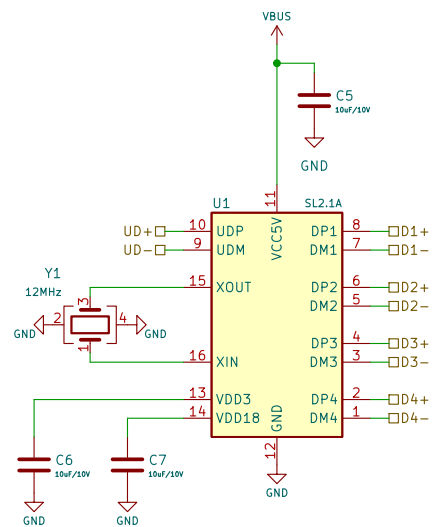 VBUS
C5
10uF/10V
GND
U1
SL2.1A
11
VCC5V
UD+
10
UDP
DP1
8
D1+
UD-
9
UDM
DM1
7
D1-
Y1
12MHz
15
XOUT
DP2
6
D2+
DM2
5
D2-
3
GND
2
4
GND
1
DP3
4
D3+
16
XIN
DM3
3
D3-
13
VDD3
DP4
2
D4+
14
VDD18
GND
DM4
1
D4-
12
C6
10uF/10V
C7
10uF/10V
GND
GND
GND